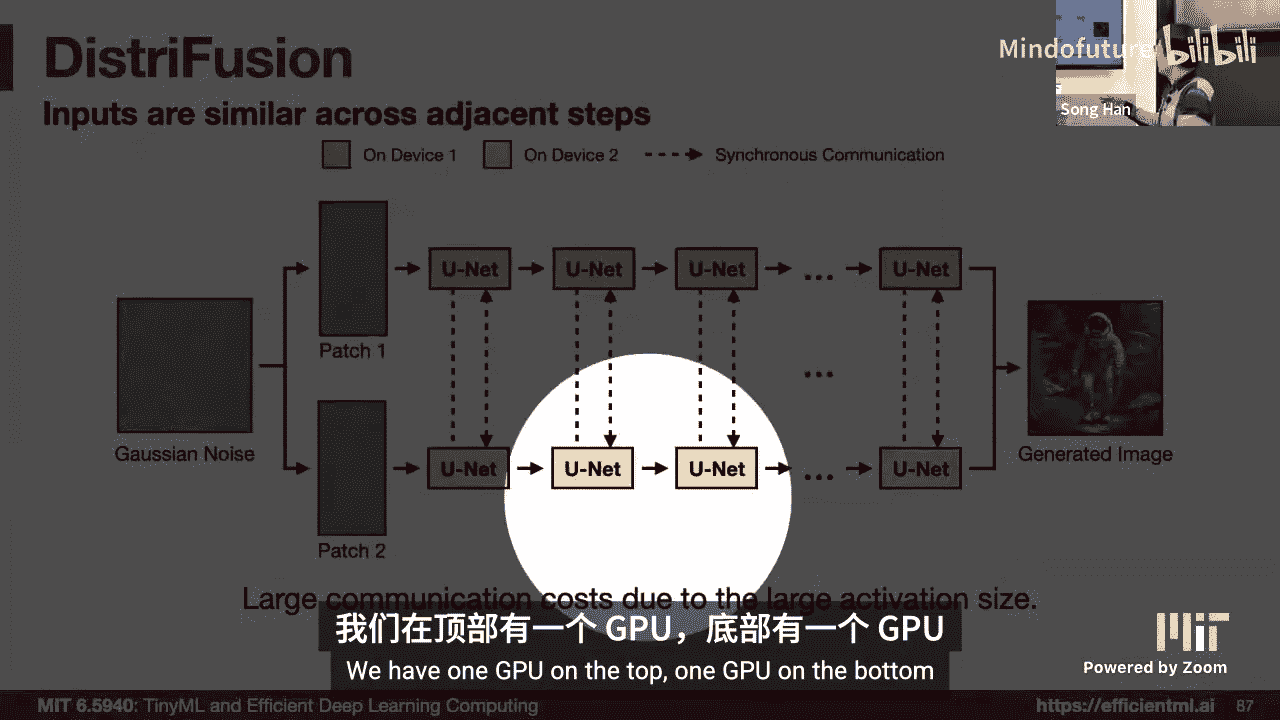 DistriFusion
Mindofuture bilibili
Song Han
Inputs are similar across adjacent steps
On Device 1 On Device 2 Synchronous Communication
U-Net U-Net U-Net ... U-Net
Patch 1
...
Gaussian Noise
Generated Image
U-Net U-Net U-Net ... U-Net
Patch 2
Large communication costs due to the large activation size.
我们在顶部有一个 GPU，底部有一个 GPU
We have one GPU on the top, one GPU on the bottom
MIT
Powered by Zoom
MIT 6.5940: TinyML and Efficient Deep Learning Computing
https://efficientml.ai 87